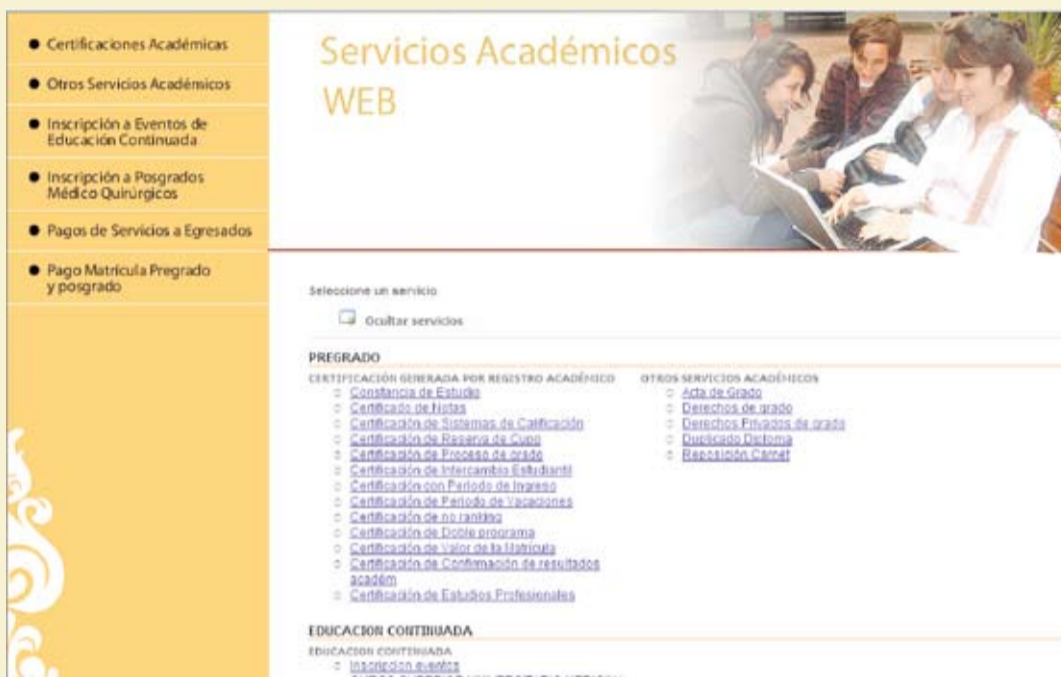 Certificaciones Académicas
Otros Servicios Académicos
Inscripción a Eventos de
Educación Continuada
Inscripción a Posgrados
Médico Quirúrgicos
Pagos de Servicios a Egresados
Pago Matrícula Pregrado
y posgrado
Servicios Académicos
WEB
Seleccione un servicio
Ocultar servicios
PREGRADO
CERTIFICACIÓN GENERADA POR REGISTRO ACADÉMICO
Constancia de Estudio
Certificado de Notas
Certificación de Sistemas de Calificación
Certificación de Reserva de Cupo
Certificación de Proceso de grado
Certificación de Intercambio Estudiantil
Certificación con Periodo de Ingreso
Certificación de Periodo de Vacaciones
Certificación de no ranking
Certificación de Doble programa
Certificación de Valor de la Matrícula
Certificación de Confirmación de resultados
académ
Certificación de Estudios Profesionales
OTROS SERVICIOS ACADÉMICOS
Acta de Grado
Derechos de grado
Derechos Privados de grado
Duplicado Diploma
Reposición Carnet
EDUCACION CONTINUADA
EDUCACION CONTINUADA
Inscripcion eventos